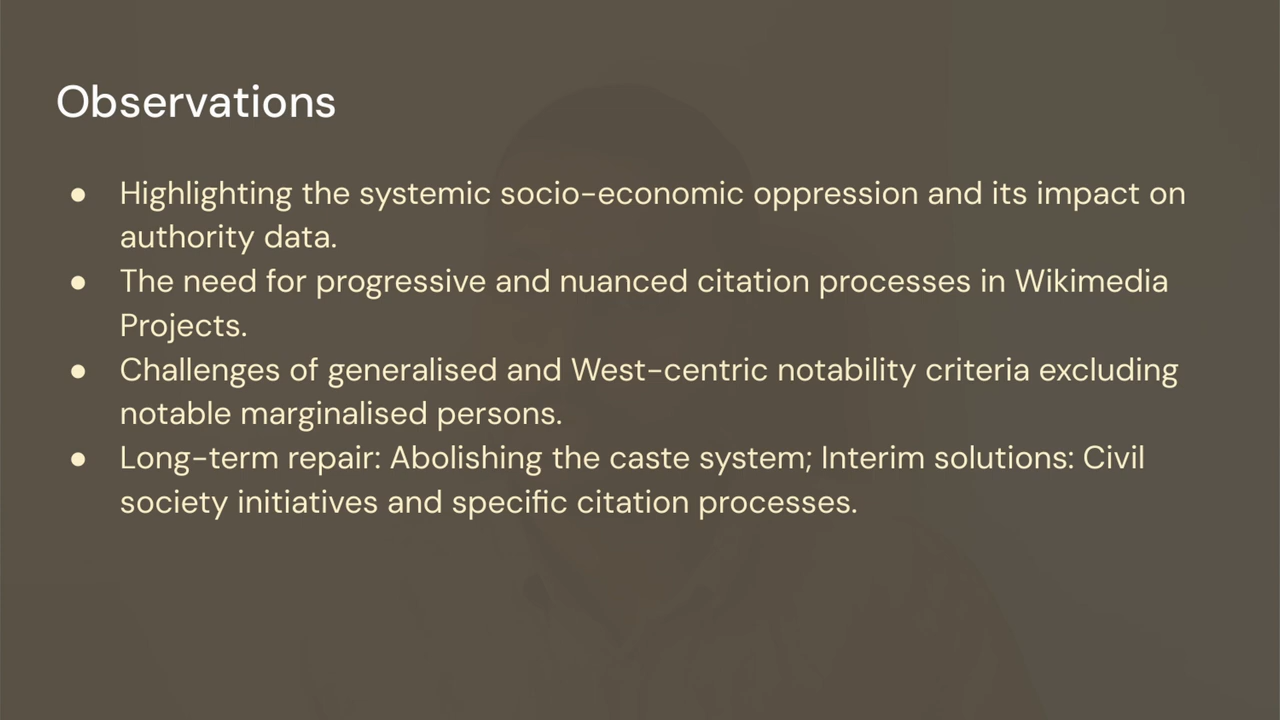 Observations
● Highlighting the systemic socio-economic oppression and its impact on
authority data.
● The need for progressive and nuanced citation processes in Wikimedia
Projects.
● Challenges of generalised and West-centric notability criteria excluding
notable marginalised persons.
● Long-term repair: Abolishing the caste system; Interim solutions: Civil
society initiatives and specific citation processes.